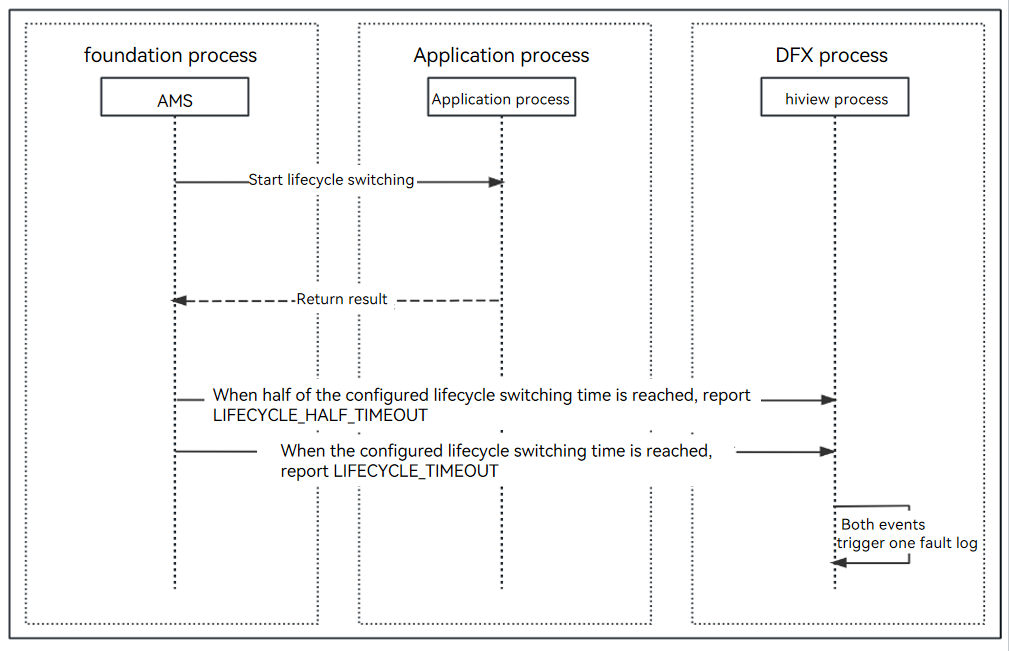 foundation process
Application process
DFX process
AMS
Application process
hiview process
Start lifecycle switching
Return result
When half of the configured lifecycle switching time is reached, report
LIFECYCLE_HALF_TIMEOUT
When the configured lifecycle switching time is reached,
report LIFECYCLE_TIMEOUT
Both events
trigger one fault log